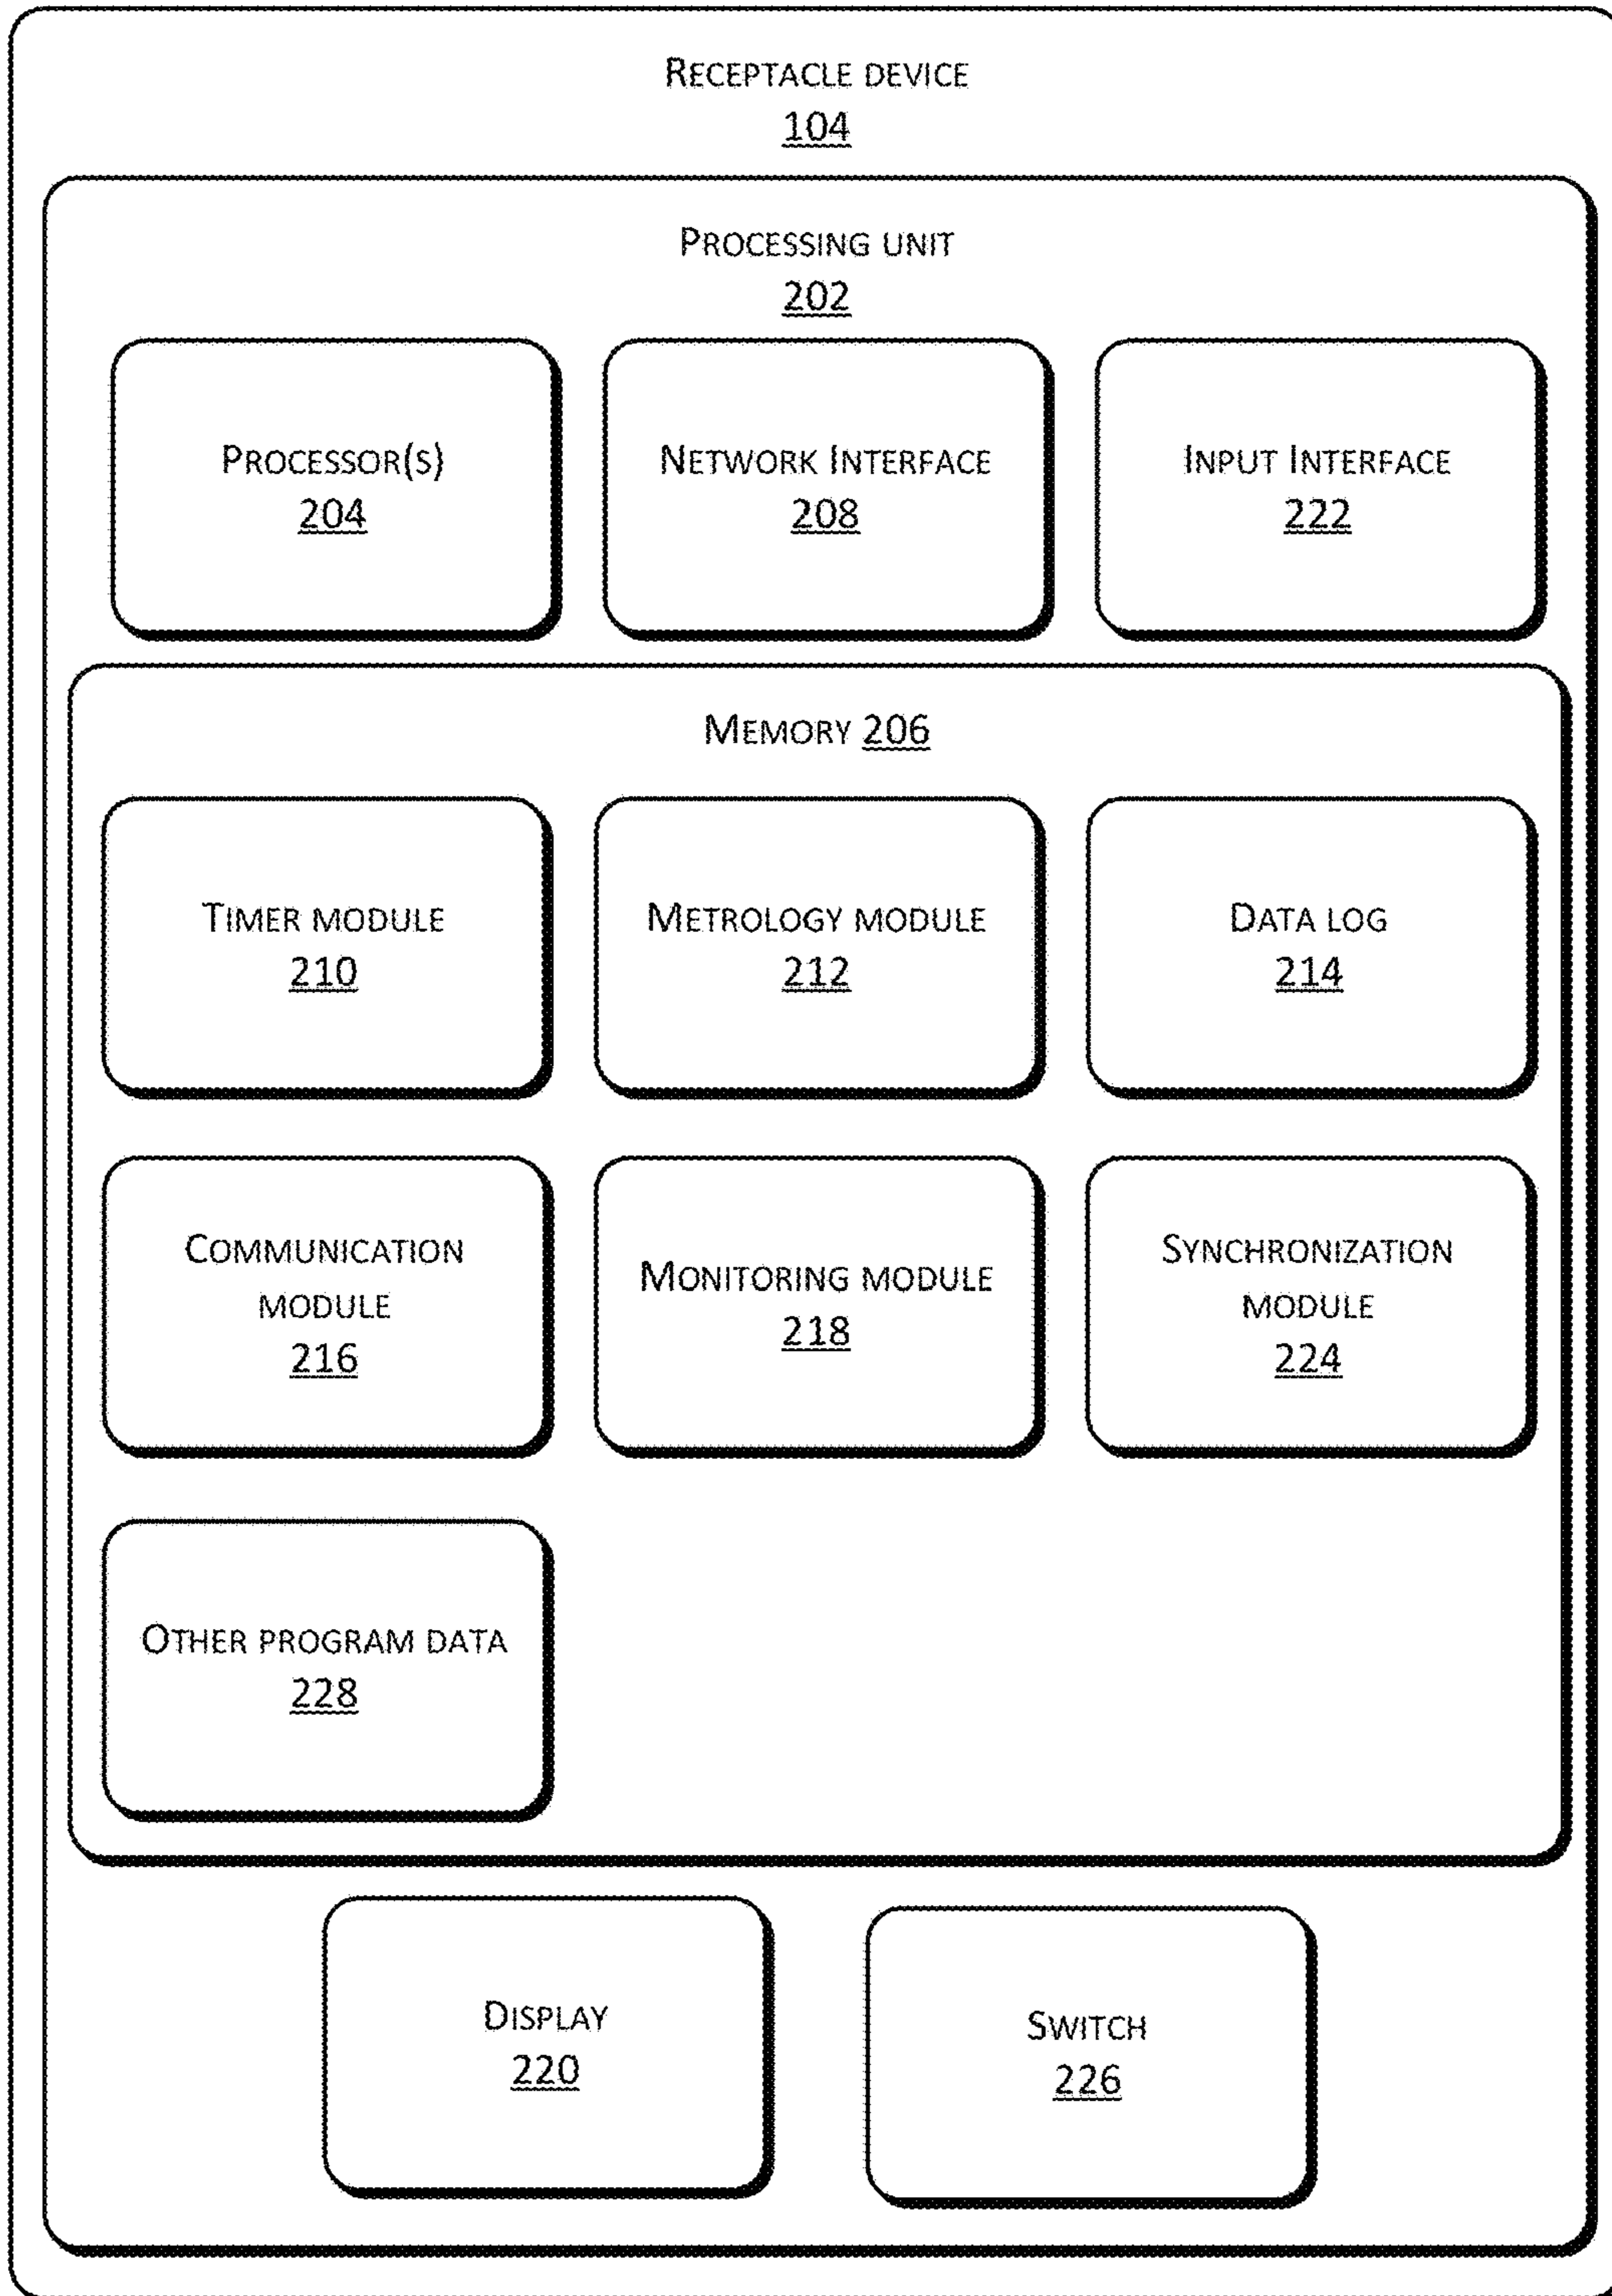 RECEPTACLE DEVICE
104
PROCESSING UNIT
202
PROCESSOR(S)
204
NETWORK INTERFACE
208
INPUT INTERFACE
222
MEMORY 206
TIMER MODULE
210
METROLOGY MODULE
212
DATA LOG
214
COMMUNICATION
MODULE
216
MONITORING MODULE
218
SYNCHRONIZATION
MODULE
224
OTHER PROGRAM DATA
228
DISPLAY
220
SWITCH
226